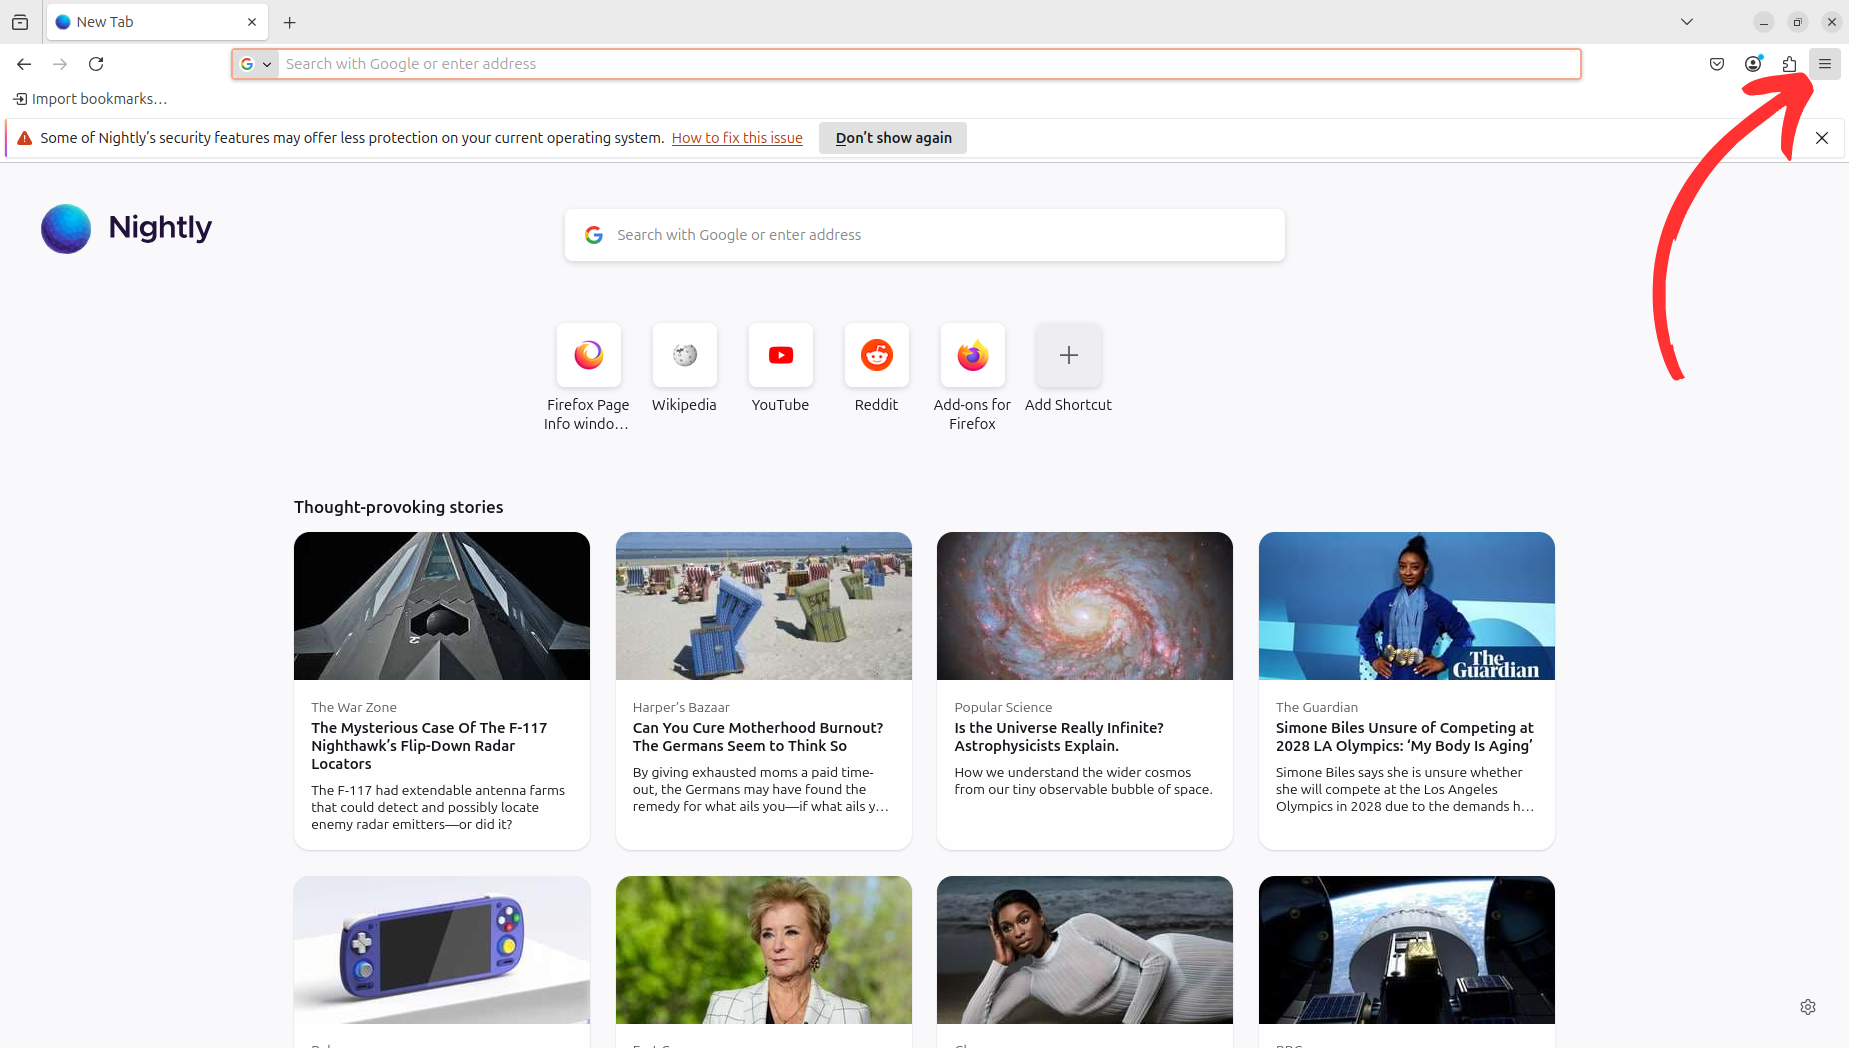 New Tab
Search with Google or enter address
Import bookmarks…
Some of Nightly's security features may offer less protection on your current operating system. How to fix this issue Don't show again
Nightly
Search with Google or enter address
Firefox Page
Info windo…
Wikipedia
YouTube
Reddit
Add-ons for
Firefox
Add Shortcut
Thought-provoking stories
The War Zone
The Mysterious Case Of The F-117
Nighthawk's Flip-Down Radar
Locators
The F-117 had extendable antenna farms
that could detect and possibly locate
enemy radar emitters—or did it?
Harper's Bazaar
Can You Cure Motherhood Burnout?
The Germans Seem to Think So
By giving exhausted moms a paid time-
out, the Germans may have found the
remedy for what ails you—if what ails y…
Popular Science
Is the Universe Really Infinite?
Astrophysicists Explain.
How we understand the wider cosmos
from our tiny observable bubble of space.
The
Guardian
The Guardian
Simone Biles Unsure of Competing at
2028 LA Olympics: 'My Body Is Aging'
Simone Biles says she is unsure whether
she will compete at the Los Angeles
Olympics in 2028 due to the demands h…